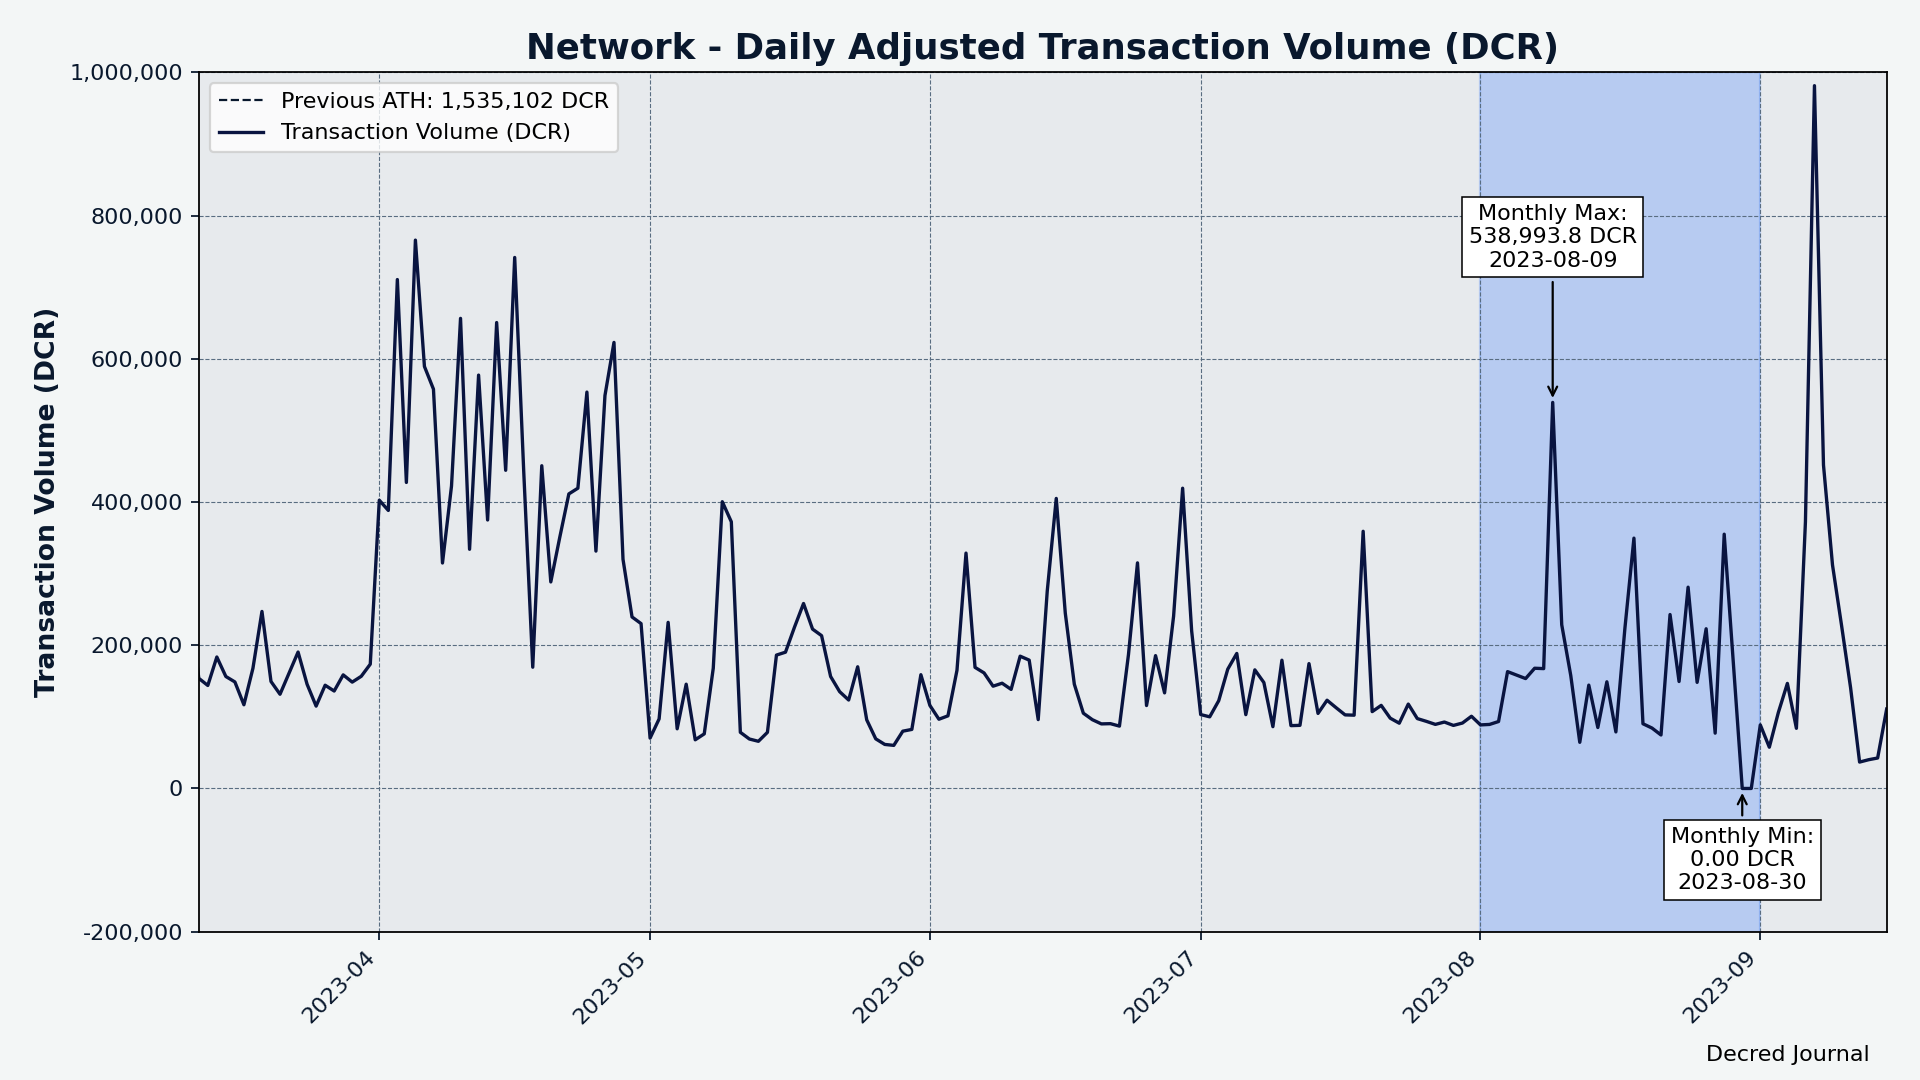 Network - Daily Adjusted Transaction Volume (DCR)
Transaction Volume (DCR)
1,000,000
800,000
600,000
400,000
200,000
0
-200,000
Previous ATH: 1,535,102 DCR
Transaction Volume (DCR)
Monthly Max:
538,993.8 DCR
2023-08-09
Monthly Min:
0.00 DCR
2023-08-30
2023-04
2023-05
2023-06
2023-07
2023-08
2023-09
Decred Journal